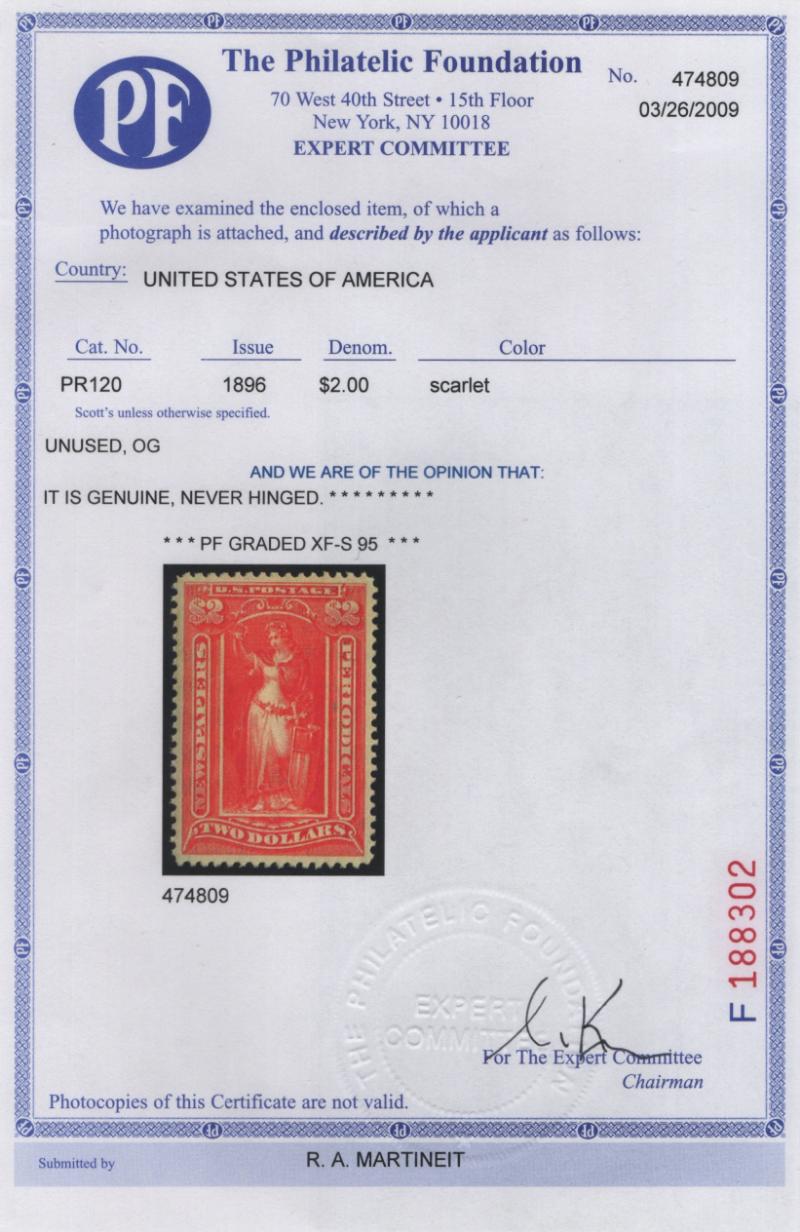 PF
The Philatelic Foundation
70 West 40th Street • 15th Floor
New York, NY 10018
EXPERT COMMITTEE
No. 474809
03/26/2009
We have examined the enclosed item, of which a
photograph is attached, and described by the applicant as follows:
Country: UNITED STATES OF AMERICA
Cat. No. Issue Denom. Color
PR120 1896 $2.00 scarlet
Scott's unless otherwise specified.
UNUSED, OG
AND WE ARE OF THE OPINION THAT:
IT IS GENUINE, NEVER HINGED. * * * * * * * * *
* * * PF GRADED XF-S 95 * * *
U.S. POSTAGE
$2 $2
NEWSPAPERS
PERIODICALS
TWO DOLLARS
474809
THE PHILATELIC FOUNDATION
EXPERT
COMMITTEE
F 188302
For The Expert Committee
Chairman
Photocopies of this Certificate are not valid.
Submitted by R. A. MARTINEIT